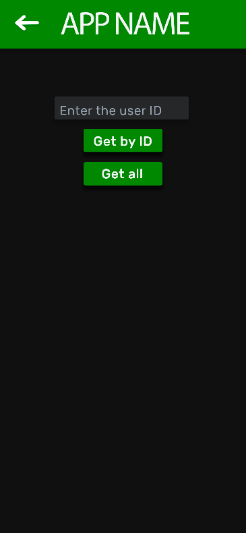 APP NAME
Enter the user ID
Get by ID
Get all